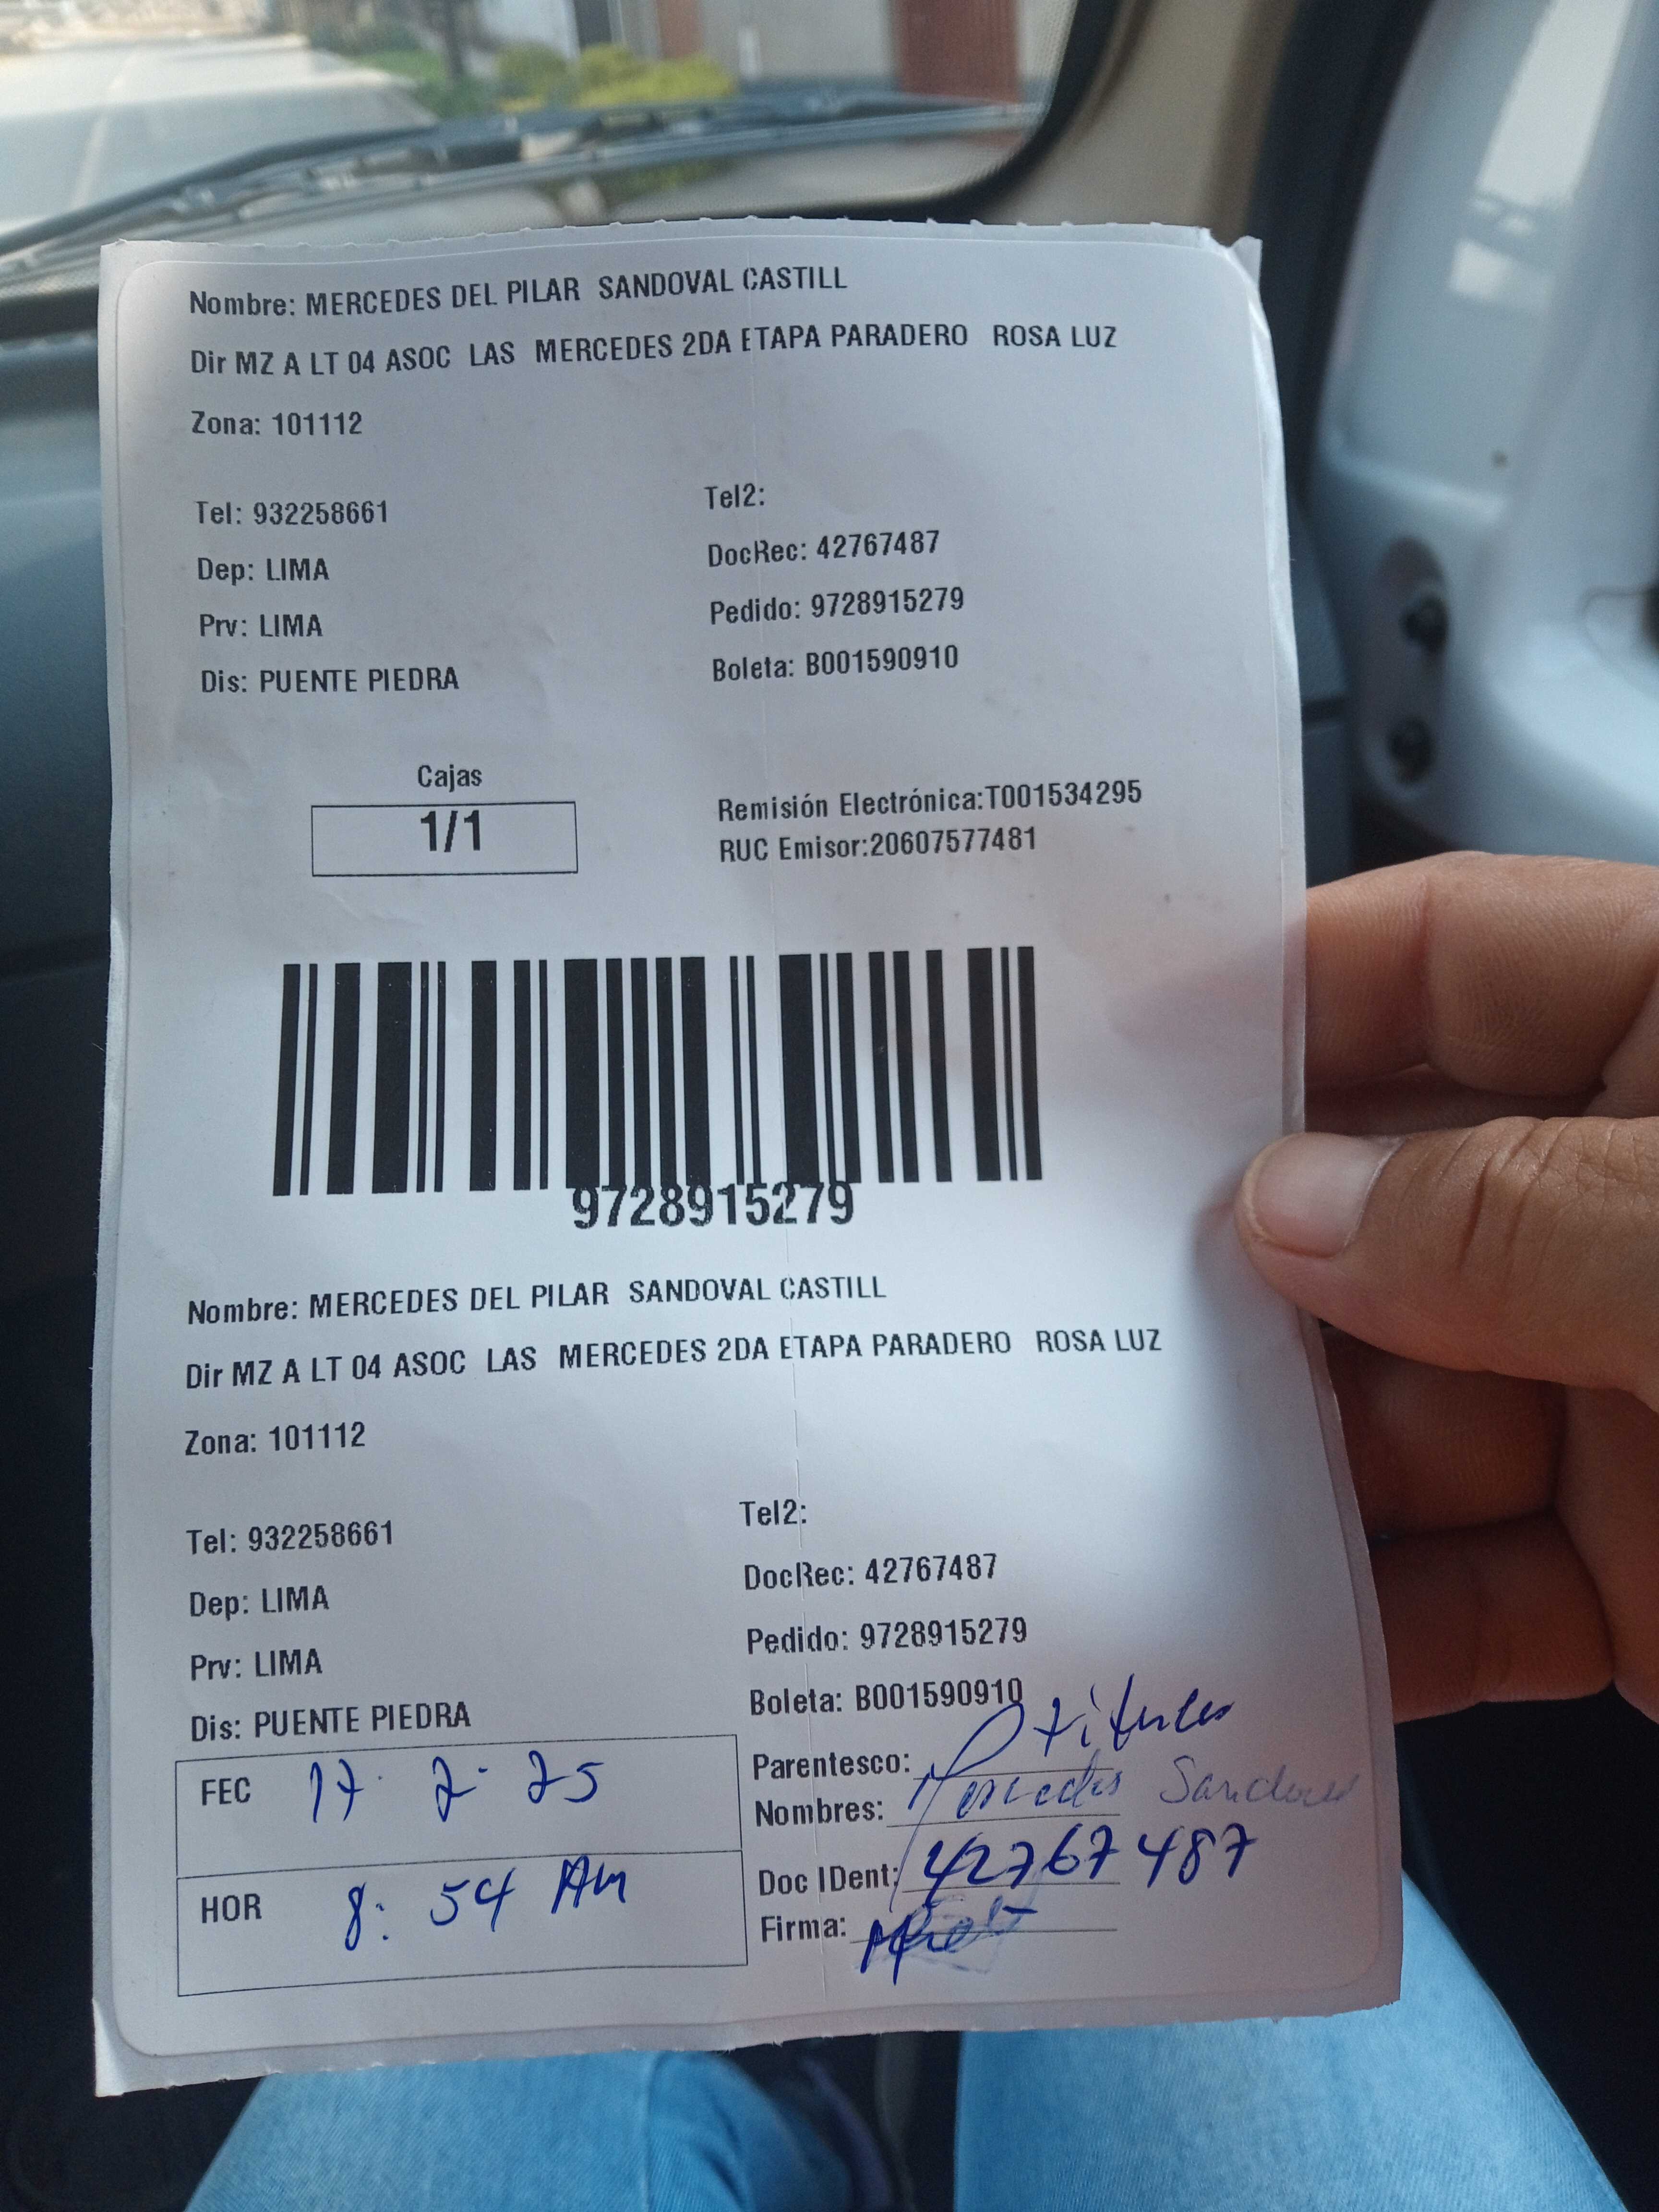 Nombre: MERCEDES DEL PILAR SANDOVAL CASTILL
Dir MZ A LT 04 ASOC LAS MERCEDES 2DA ETAPA PARADERO ROSA LUZ
Zona: 101112
Tel: 932258661
Tel2:
Dep: LIMA
DocRec: 42767487
Prv: LIMA
Pedido: 9728915279
Dis: PUENTE PIEDRA
Boleta: B001590910
Cajas
1/1
Remisión Electrónica:T001534295
RUC Emisor:20607577481
9728915279
Nombre: MERCEDES DEL PILAR SANDOVAL CASTILL
Dir MZ A LT 04 ASOC LAS MERCEDES 2DA ETAPA PARADERO ROSA LUZ
Zona: 101112
Tel: 932258661
Tel2:
Dep: LIMA
DocRec: 42767487
Prv: LIMA
Pedido: 9728915279
Dis: PUENTE PIEDRA
Boleta: B001590910
FEC 17. 2. 25
Parentesco:
Nombres: Mercedes Sandoval
HOR 8: 54 Am
Doc IDent: 42767487
Firma: